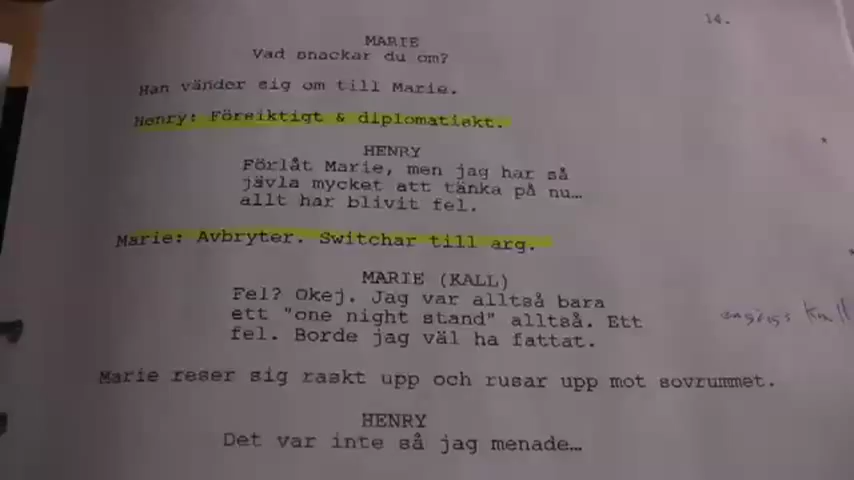 14.
MARIE
Vad snackar du om?
Han vänder sig om till Marie.
Henry: Försiktigt & diplomatiskt.
HENRY
Förlåt Marie, men jag har så
jävla mycket att tänka på nu…
allt har blivit fel.
Marie: Avbryter. Switchar till arg.
MARIE (KALL)
Fel? Okej. Jag var alltså bara
ett "one night stand" alltså. Ett
fel. Borde jag väl ha fattat.
engångs
Marie reser sig raskt upp och rusar upp mot sovrummet.
HENRY
Det var inte så jag menade…